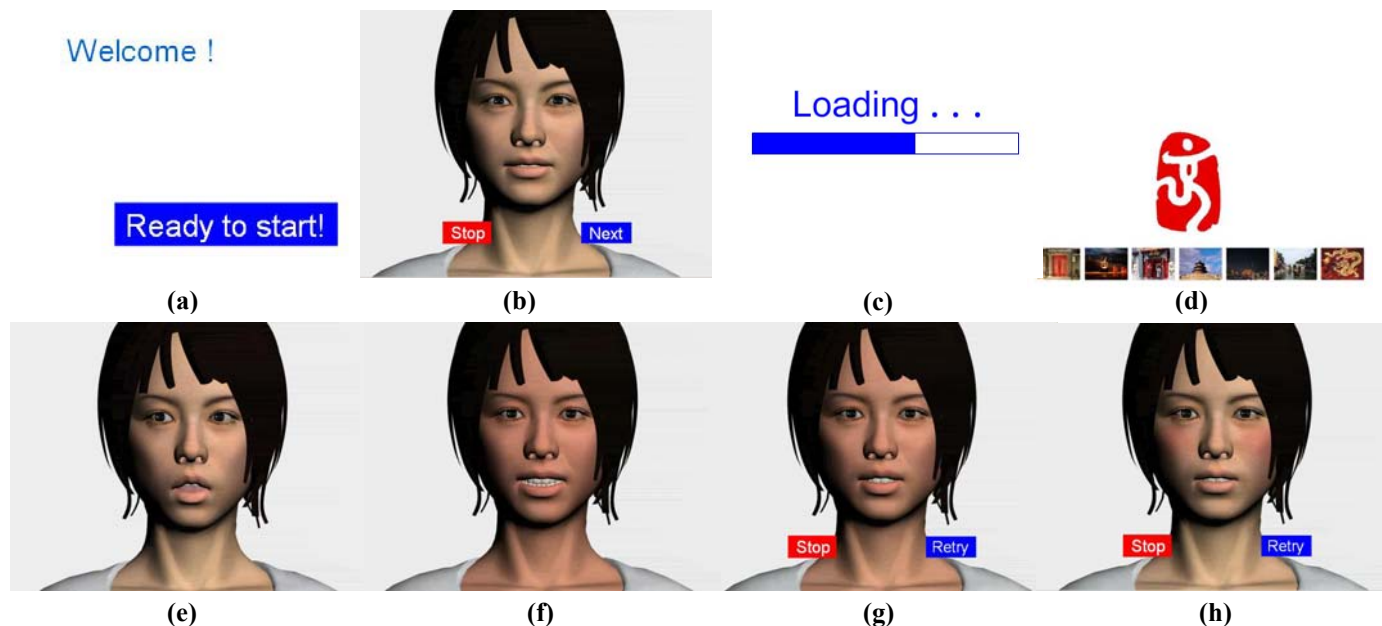 Welcome !
Ready to start!
(a)
Stop
Next
(b)
Loading . . .
(c)
(d)
(e)
(f)
Stop
Retry
(g)
Stop
Retry
(h)